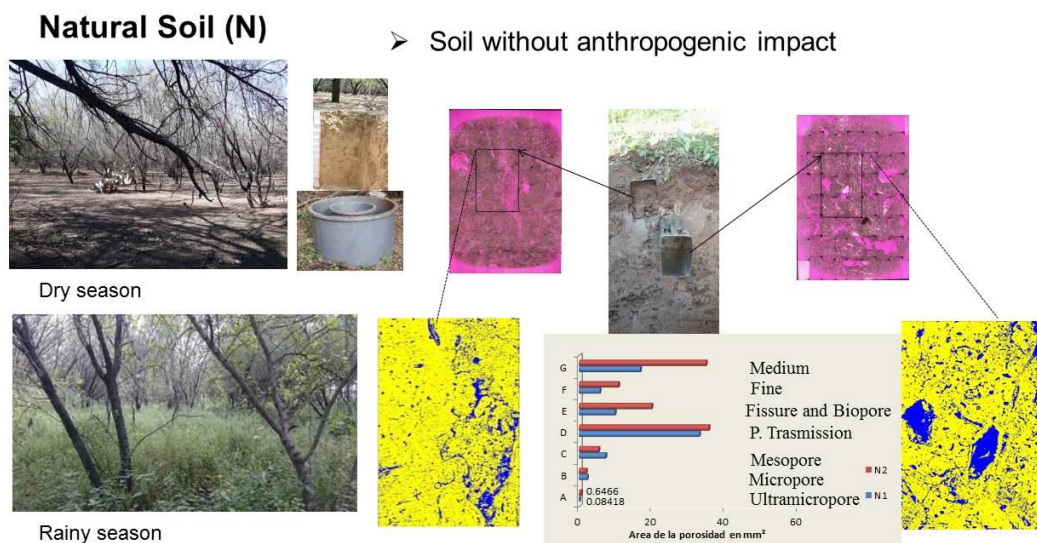 Natural Soil (N)
➢ Soil without anthropogenic impact
Dry season
Rainy season
G Medium
F Fine
E Fissure and Biopore
D P. Trasmission
C Mesopore
B Micropore
A Ultramicropore
0.6466
0.08418
N2
N1
0 20 40 60
Area de la porosidad en mm²